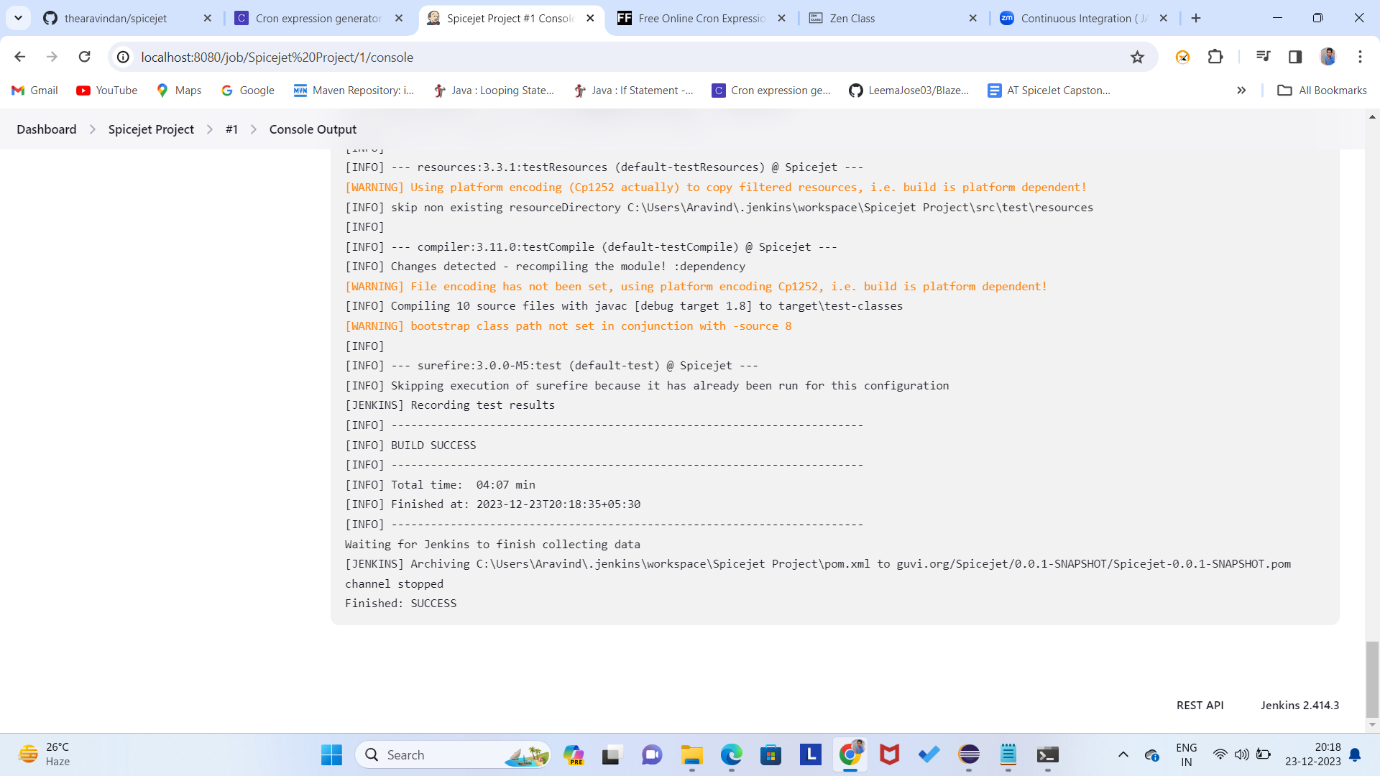 thearavindan/spicejet
Cron expression generator
Spicejet Project #1 Console
Free Online Cron Expressio
Zen Class
Continuous Integration ( J
localhost:8080/job/Spicejet%20Project/1/console
Gmail
YouTube
Maps
Google
Maven Repository: i...
Java : Looping State...
Java : If Statement -...
Cron expression ge...
LeemaJose03/Blaze...
AT SpiceJet Capston...
All Bookmarks
Dashboard
Spicejet Project
#1
Console Output
[INFO]
[INFO] --- resources:3.3.1:testResources (default-testResources) @ Spicejet ---
[WARNING] Using platform encoding (Cp1252 actually) to copy filtered resources, i.e. build is platform dependent!
[INFO] skip non existing resourceDirectory C:\Users\Aravind\.jenkins\workspace\Spicejet Project\src\test\resources
[INFO]
[INFO] --- compiler:3.11.0:testCompile (default-testCompile) @ Spicejet ---
[INFO] Changes detected - recompiling the module! :dependency
[WARNING] File encoding has not been set, using platform encoding Cp1252, i.e. build is platform dependent!
[INFO] Compiling 10 source files with javac [debug target 1.8] to target\test-classes
[WARNING] bootstrap class path not set in conjunction with -source 8
[INFO]
[INFO] --- surefire:3.0.0-M5:test (default-test) @ Spicejet ---
[INFO] Skipping execution of surefire because it has already been run for this configuration
[JENKINS] Recording test results
[INFO] ------------------------------------------------------------------------
[INFO] BUILD SUCCESS
[INFO] ------------------------------------------------------------------------
[INFO] Total time:  04:07 min
[INFO] Finished at: 2023-12-23T20:18:35+05:30
[INFO] ------------------------------------------------------------------------
Waiting for Jenkins to finish collecting data
[JENKINS] Archiving C:\Users\Aravind\.jenkins\workspace\Spicejet Project\pom.xml to guvi.org/Spicejet/0.0.1-SNAPSHOT/Spicejet-0.0.1-SNAPSHOT.pom
channel stopped
Finished: SUCCESS
REST API
Jenkins 2.414.3
26°C
Haze
Search
PRE
ENG
IN
20:18
23-12-2023